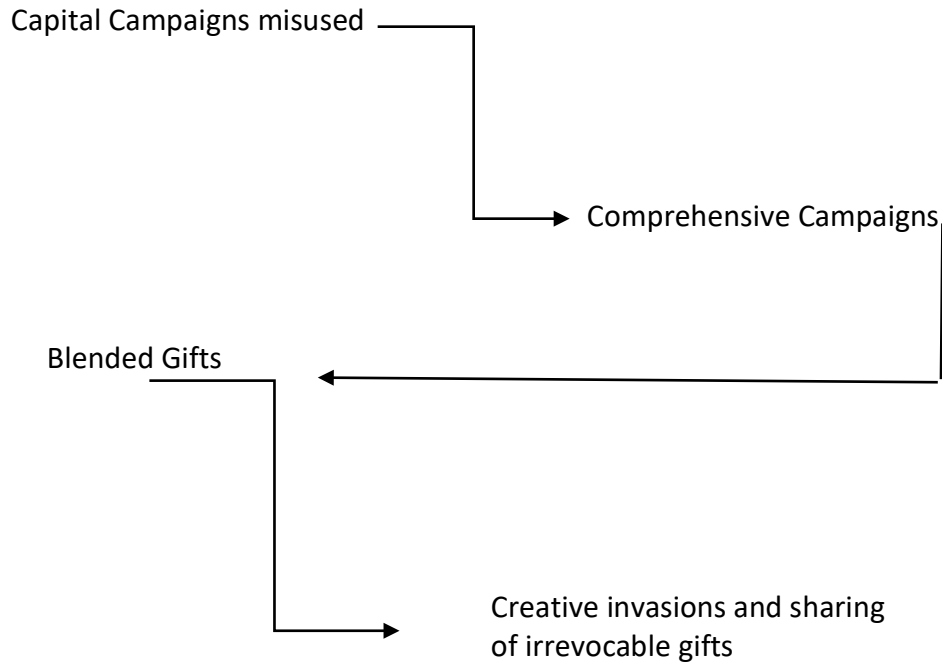 Capital Campaigns misused
Comprehensive Campaigns
Blended Gifts
Creative invasions and sharing
of irrevocable gifts